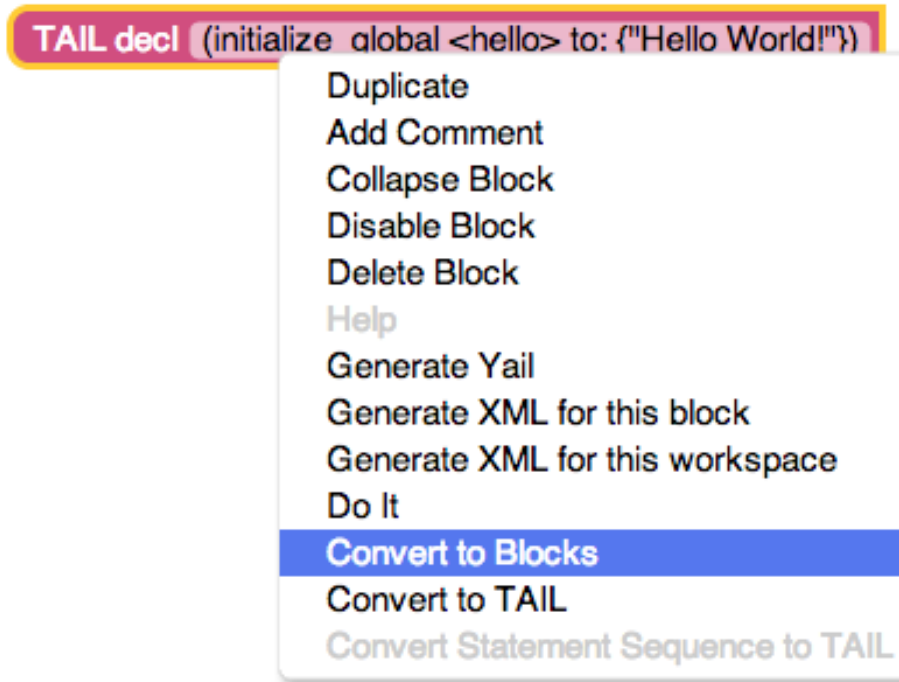 TAIL decl (initialize global <hello> to: {"Hello World!"})
Duplicate
Add Comment
Collapse Block
Disable Block
Delete Block
Help
Generate Yail
Generate XML for this block
Generate XML for this workspace
Do It
Convert to Blocks
Convert to TAIL
Convert Statement Sequence to TAIL